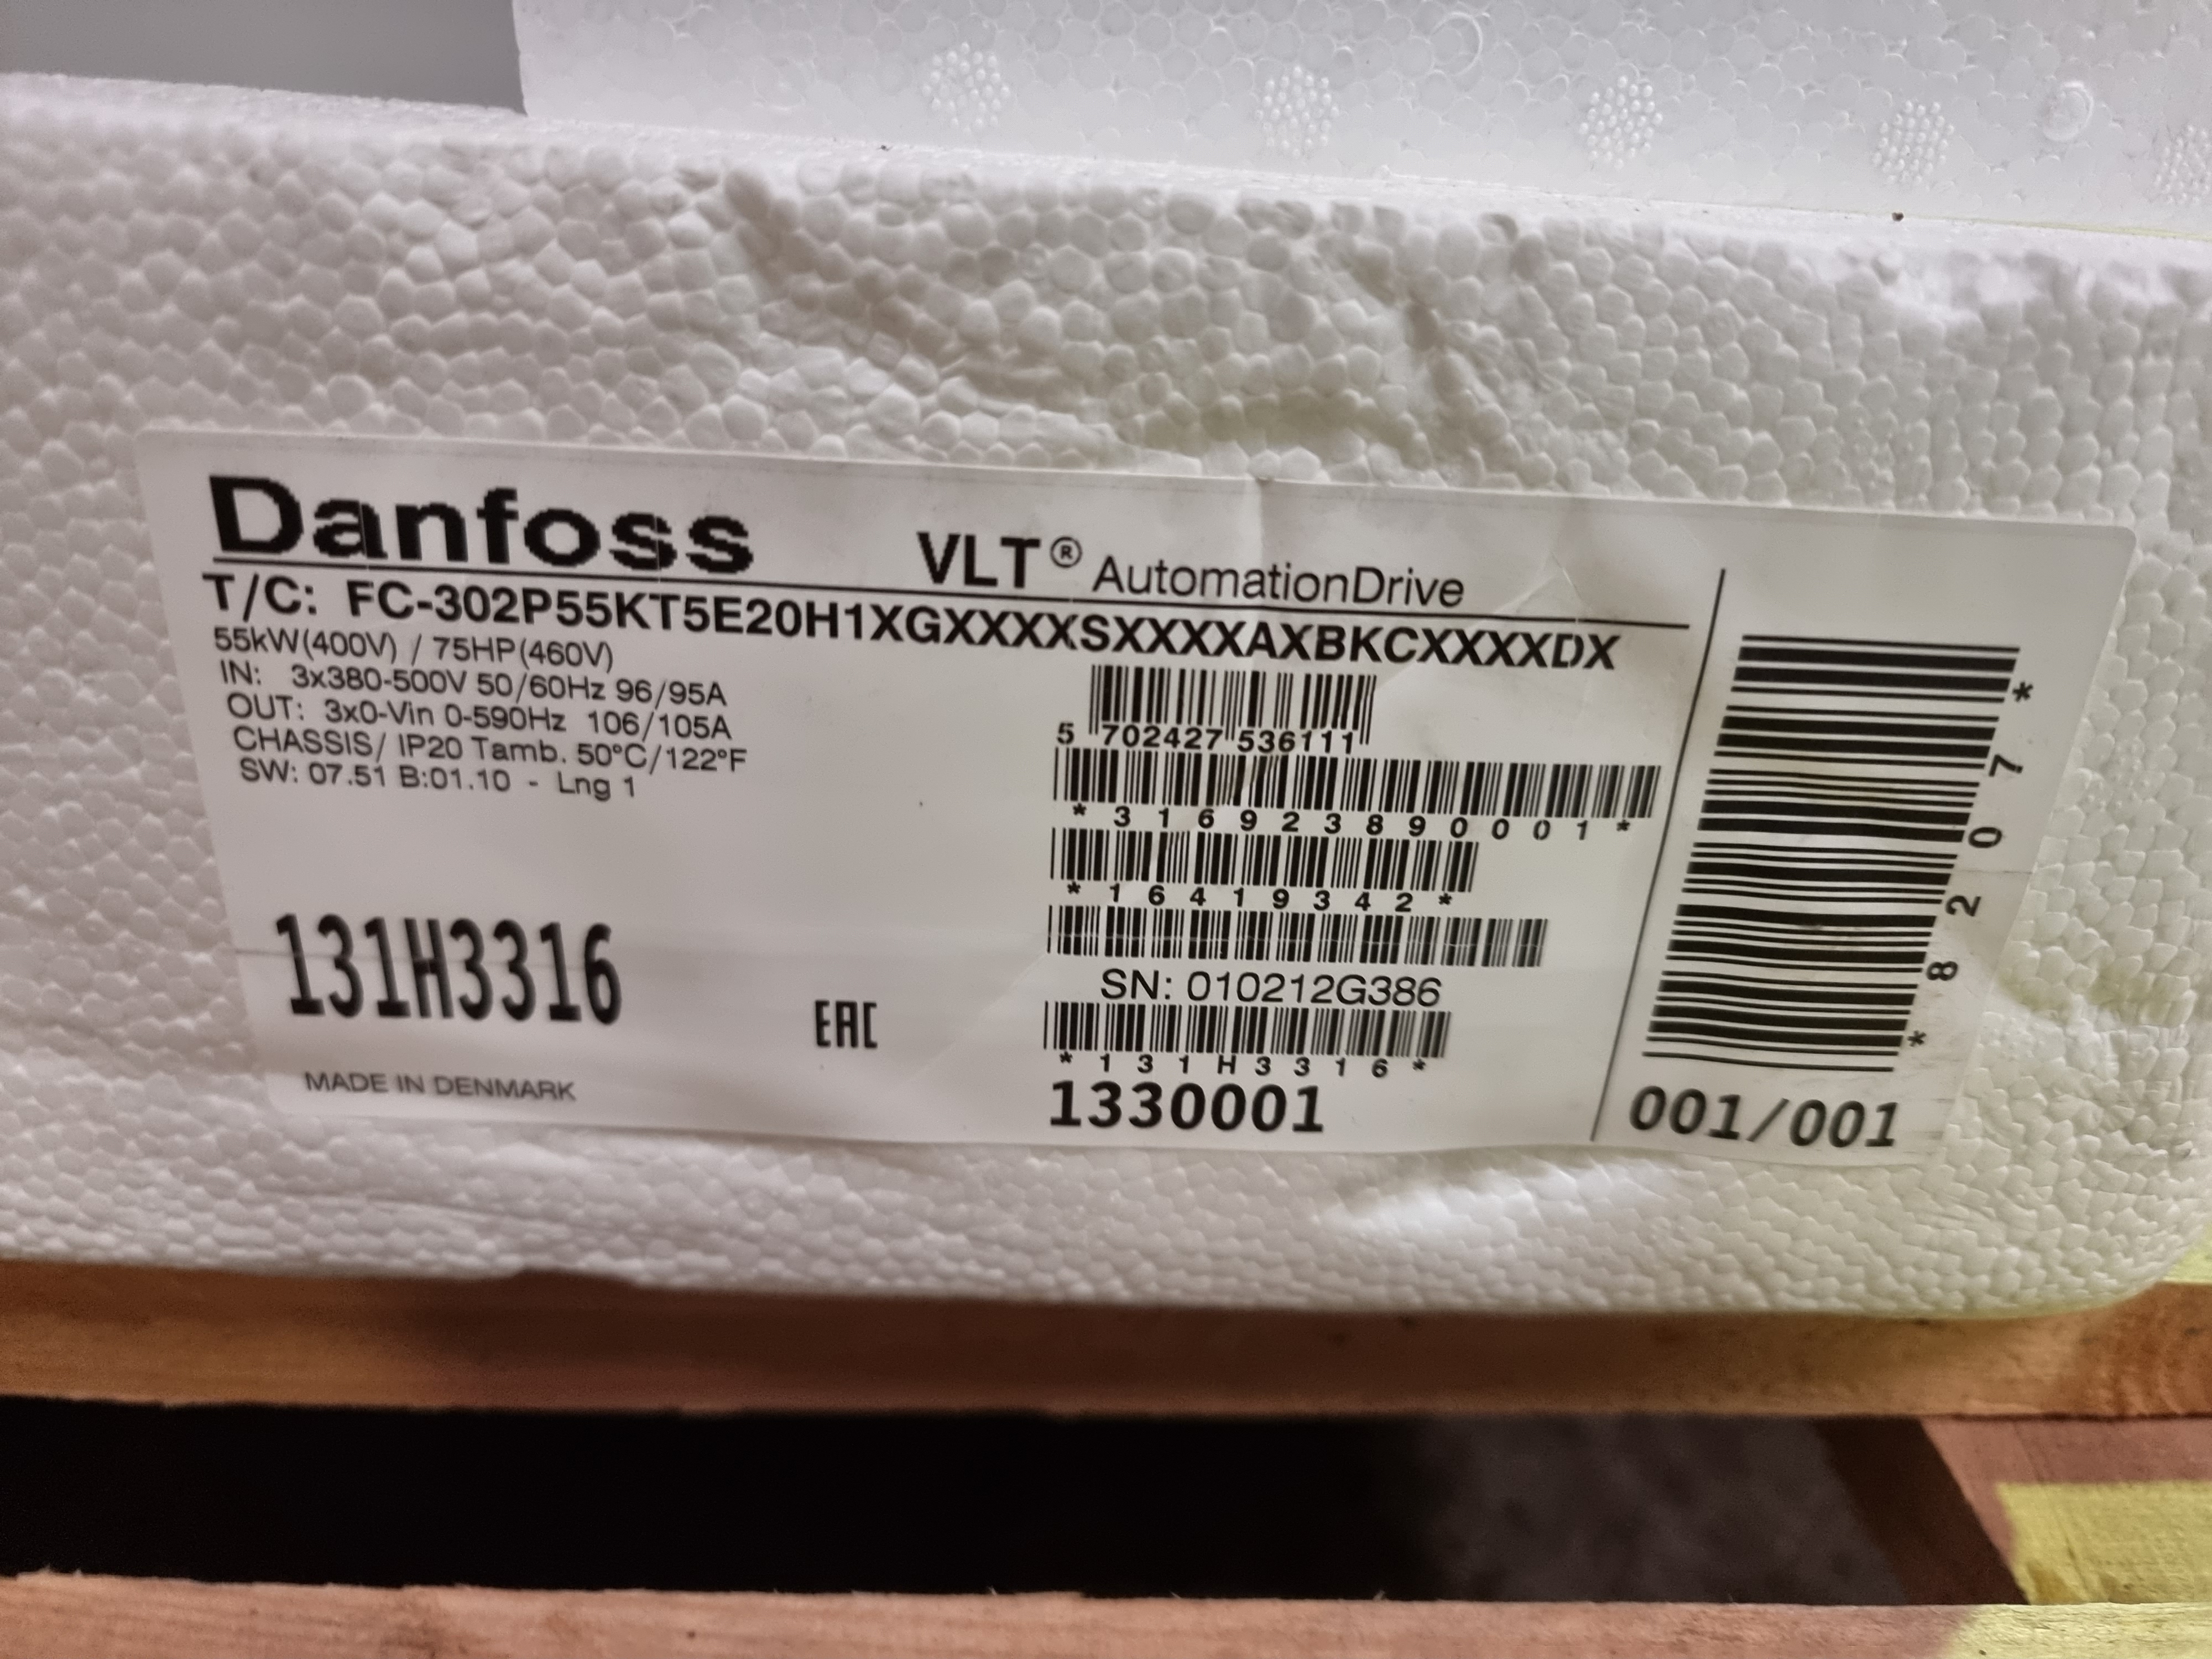 Danfoss
VLT® AutomationDrive
T/C: FC-302P55KT5E20H1XGXXXXSXXXXAXBKCXXXXDX
55kW(400V) / 75HP(460V)
IN: 3x380-500V 50/60Hz 96/95A
OUT: 3x0-Vin 0-590Hz 106/105A
CHASSIS/ IP20 Tamb. 50°C/122°F
SW: 07.51 B:01.10 - Lng 1
131H3316
EAC
MADE IN DENMARK
5 702427 536111
*316923890001*
*16419342*
SN: 010212G386
*131H3316*
1330001
*8207*
001/001